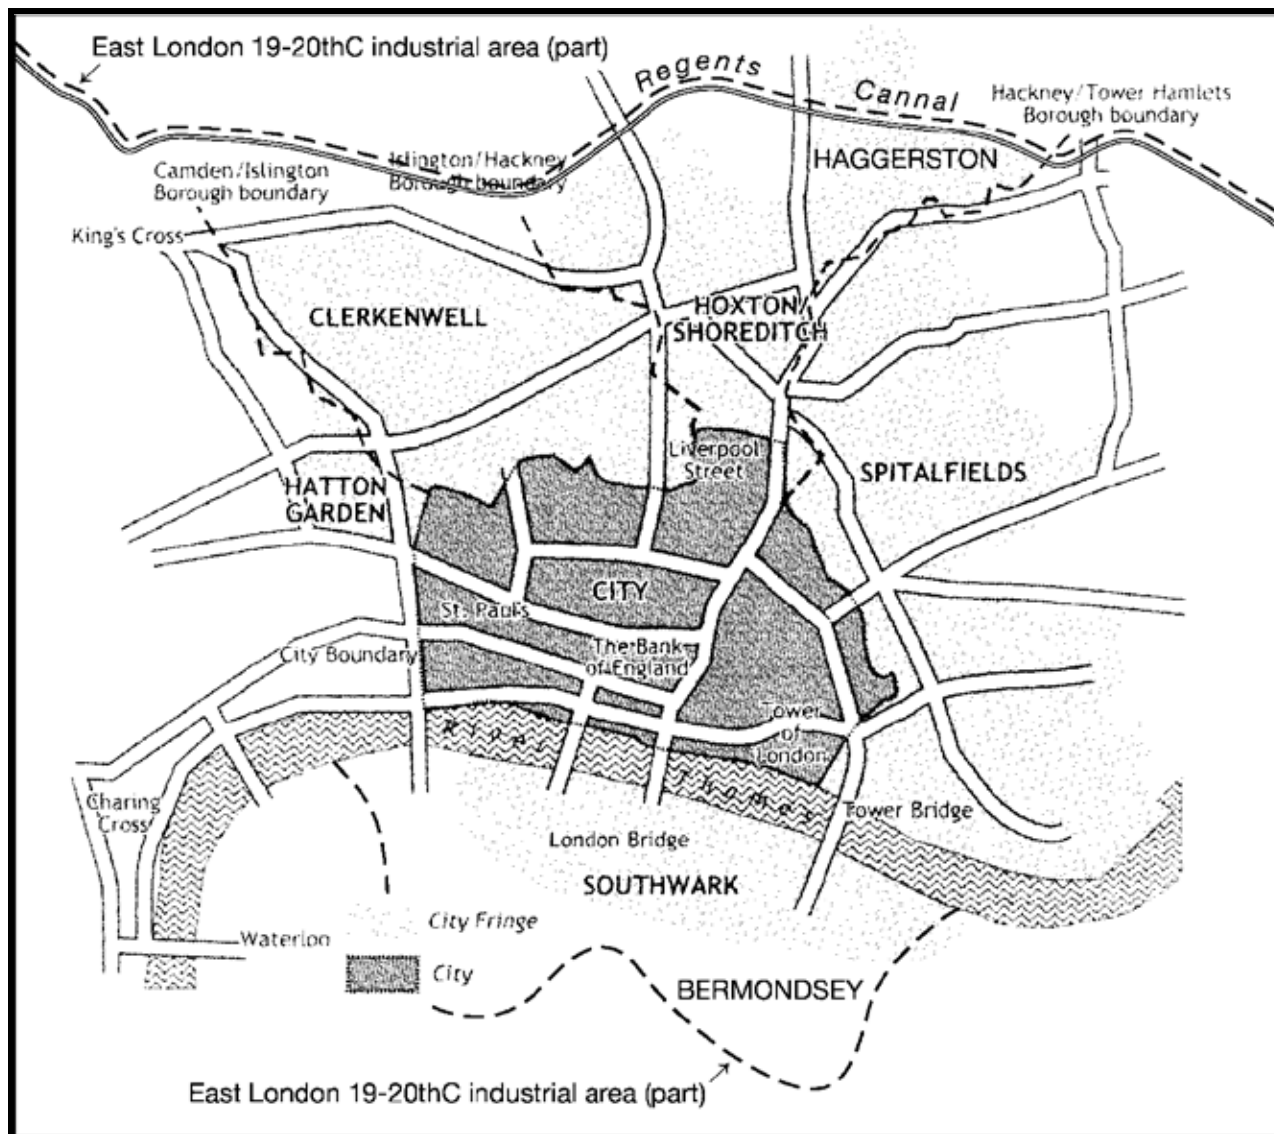 East London 19-20thC industrial area (part)
Regents
Cannal
Hackney/Tower Hamlets
Borough boundary
HAGGERSTON
Islington/Hackney
Borough boundary
Camden/Islington
Borough boundary
King's Cross
CLERKENWELL
HOXTON/
SHOREDITCH
Liverpool
Street
SPITALFIELDS
HATTON
GARDEN
CITY
St. Paul's
The Bank
of England
City Boundary
Tower
of
London
River
Thames
Charing
Cross
Tower Bridge
London Bridge
SOUTHWARK
City Fringe
Waterloo
City
BERMONDSEY
East London 19-20thC industrial area (part)